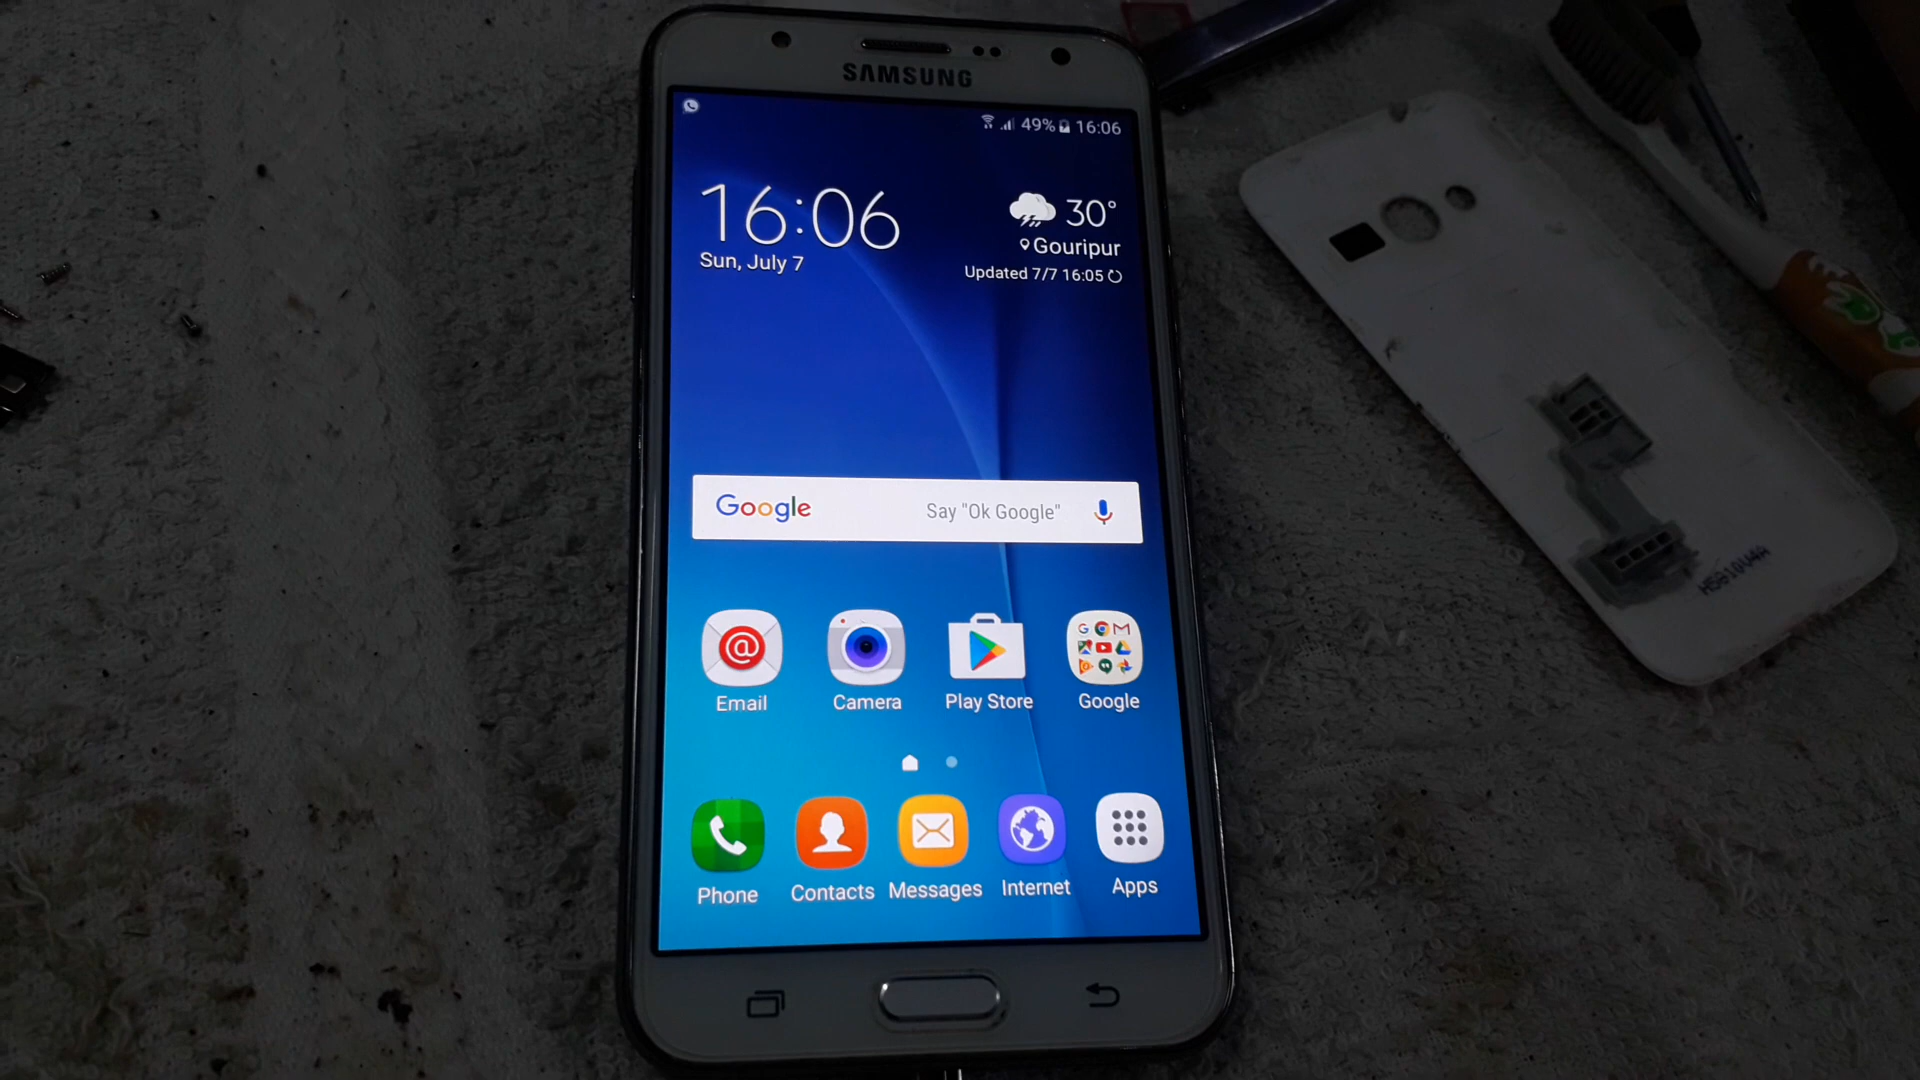 SAMSUNG
49% 16:06
16:06
Sun, July 7
30°
Gouripur
Updated 7/7 16:05
Google
Say "Ok Google"
Email
Camera
Play Store
Google
Phone
Contacts
Messages
Internet
Apps